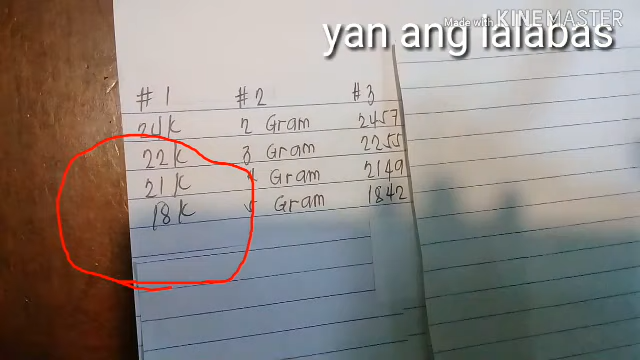 Made with KINEMASTER
yan ang lalabas
#1 #2 #3
24K 2 Gram 2457
22K 3 Gram 2255
21K 4 Gram 2149
18K 5 Gram 1842